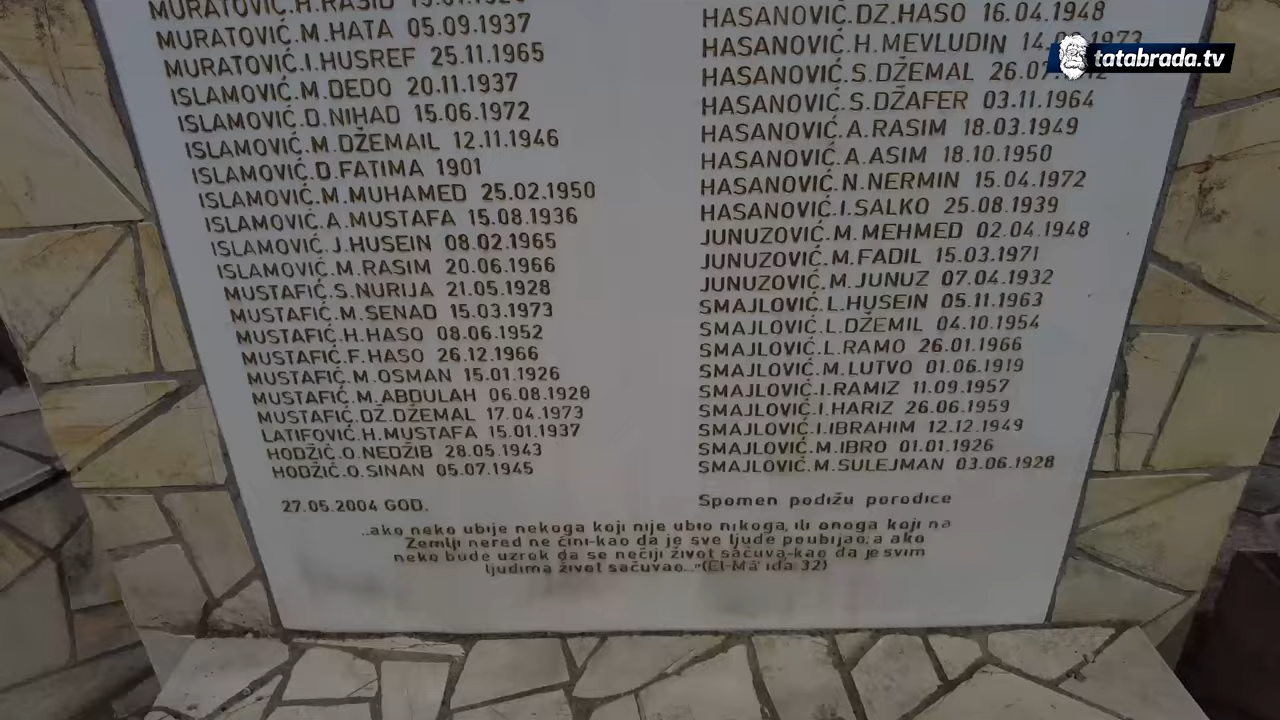 MURATOVIĆ.H.RAŠID
MURATOVIĆ.M.HATA 05.09.1937
MURATOVIĆ.I.HUSREF 25.11.1965
ISLAMOVIĆ.M.DEDO 20.11.1937
ISLAMOVIĆ.D.NIHAD 15.06.1972
ISLAMOVIĆ.M.DŽEMAIL 12.11.1946
ISLAMOVIĆ.D.FATIMA 1901
ISLAMOVIĆ.M.MUHAMED 25.02.1950
ISLAMOVIĆ.A.MUSTAFA 15.08.1936
ISLAMOVIĆ.J.HUSEIN 08.02.1965
ISLAMOVIĆ.M.RASIM 20.06.1966
MUSTAFIĆ.S.NURIJA 21.05.1928
MUSTAFIĆ.M.SENAD 15.03.1973
MUSTAFIĆ.H.HASO 08.06.1952
MUSTAFIĆ.F.HASO 26.12.1966
MUSTAFIĆ.M.OSMAN 15.01.1926
MUSTAFIĆ.M.ABDULAH 06.08.1928
MUSTAFIĆ.DŽ.DŽEMAL 17.04.1973
LATIFOVIĆ.H.MUSTAFA 15.01.1937
HODŽIĆ.O.NEDŽIB 28.05.1943
HODŽIĆ.O.SINAN 05.07.1945
HASANOVIĆ.DŽ.HASO 16.04.1948
HASANOVIĆ.H.MEVLUDIN
HASANOVIĆ.S.DŽEMAL
HASANOVIĆ.S.DŽAFER 03.11.1964
HASANOVIĆ.A.RASIM 18.03.1949
HASANOVIĆ.A.ASIM 18.10.1950
HASANOVIĆ.N.NERMIN 15.04.1972
HASANOVIĆ.I.SALKO 25.08.1939
JUNUZOVIĆ.M.MEHMED 02.04.1948
JUNUZOVIĆ.M.FADIL 15.03.1971
JUNUZOVIĆ.M.JUNUZ 07.04.1932
SMAJLOVIĆ.L.HUSEIN 05.11.1963
SMAJLOVIĆ.L.DŽEMIL 04.10.1954
SMAJLOVIĆ.L.RAMO 26.01.1966
SMAJLOVIĆ.M.LUTVO 01.06.1919
SMAJLOVIĆ.I.RAMIZ 11.09.1957
SMAJLOVIĆ.I.HARIZ 26.06.1959
SMAJLOVIĆ.I.IBRAHIM 12.12.1949
SMAJLOVIĆ.M.IBRO 01.01.1926
SMAJLOVIĆ.M.SULEJMAN 03.06.1928
27.05.2004 GOD.
Spomen podižu porodice
..ako neko ubije nekoga koji nije ubio nikoga, ili onoga koji na
Zemlji nered ne čini-kao da je sve ljude poubijao; a ako
neko bude uzrok da se nečiji život sačuva-kao da je svim
ljudima život sačuvao..."(El-Mā'ida 32)
tatabrada.tv